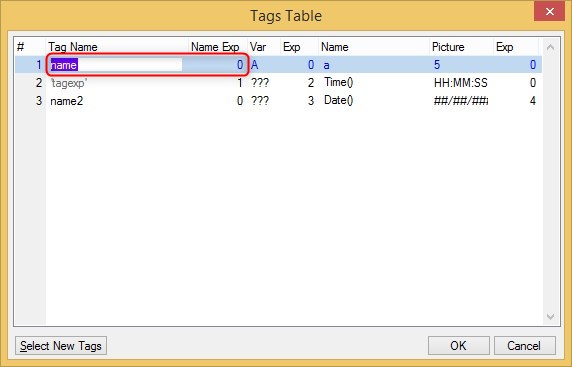 Tags Table
# Tag Name Name Exp Var Exp Name Picture Exp
1 name 0 A 0 a 5 0
2 'tagexp' 1 ??? 2 Time() HH:MM:SS 0
3 name2 0 ??? 3 Date() ##/##/## 4
Select New Tags OK Cancel